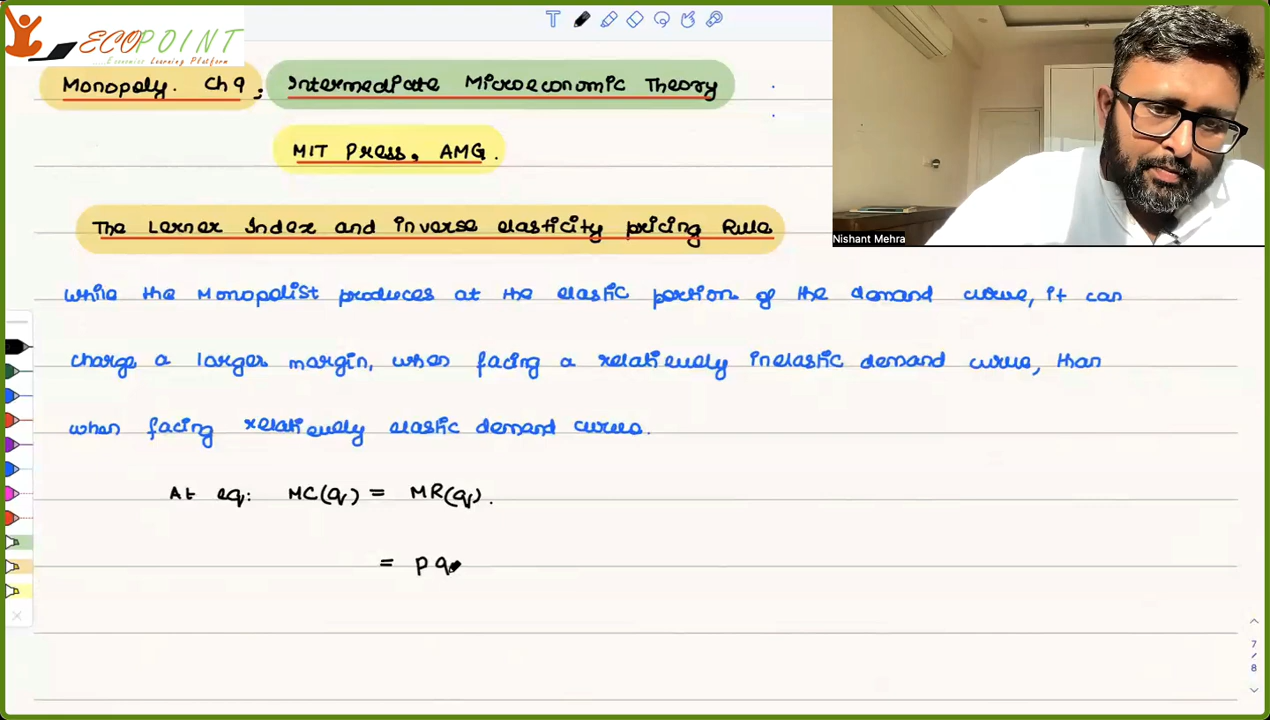 ECOPOINT
...Economics Learning Platform
Monopoly. Ch 9 : Intermediate Microeconomic Theory
MIT Press, AMG.
The Lerner Index and inverse elasticity pricing Rule
while the Monopolist produces at the elastic portion of the demand curve, it can
charge a larger margin, when facing a relatively inelastic demand curve, than
when facing relatively elastic demand curves.
At eq: MC(q) = MR(q).
= p q
Nishant Mehra
7
8